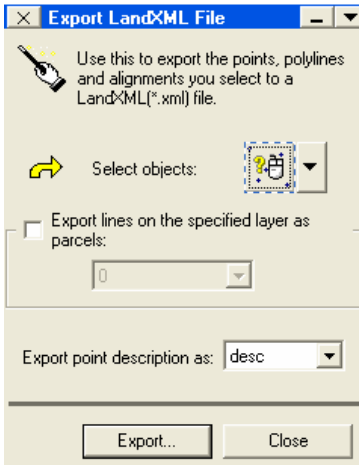 Export LandXML File
Use this to export the points, polylines
and alignments you select to a
LandXML(*.xml) file.
Select objects:
Export lines on the specified layer as
parcels:
0
Export point description as: desc
Export... Close